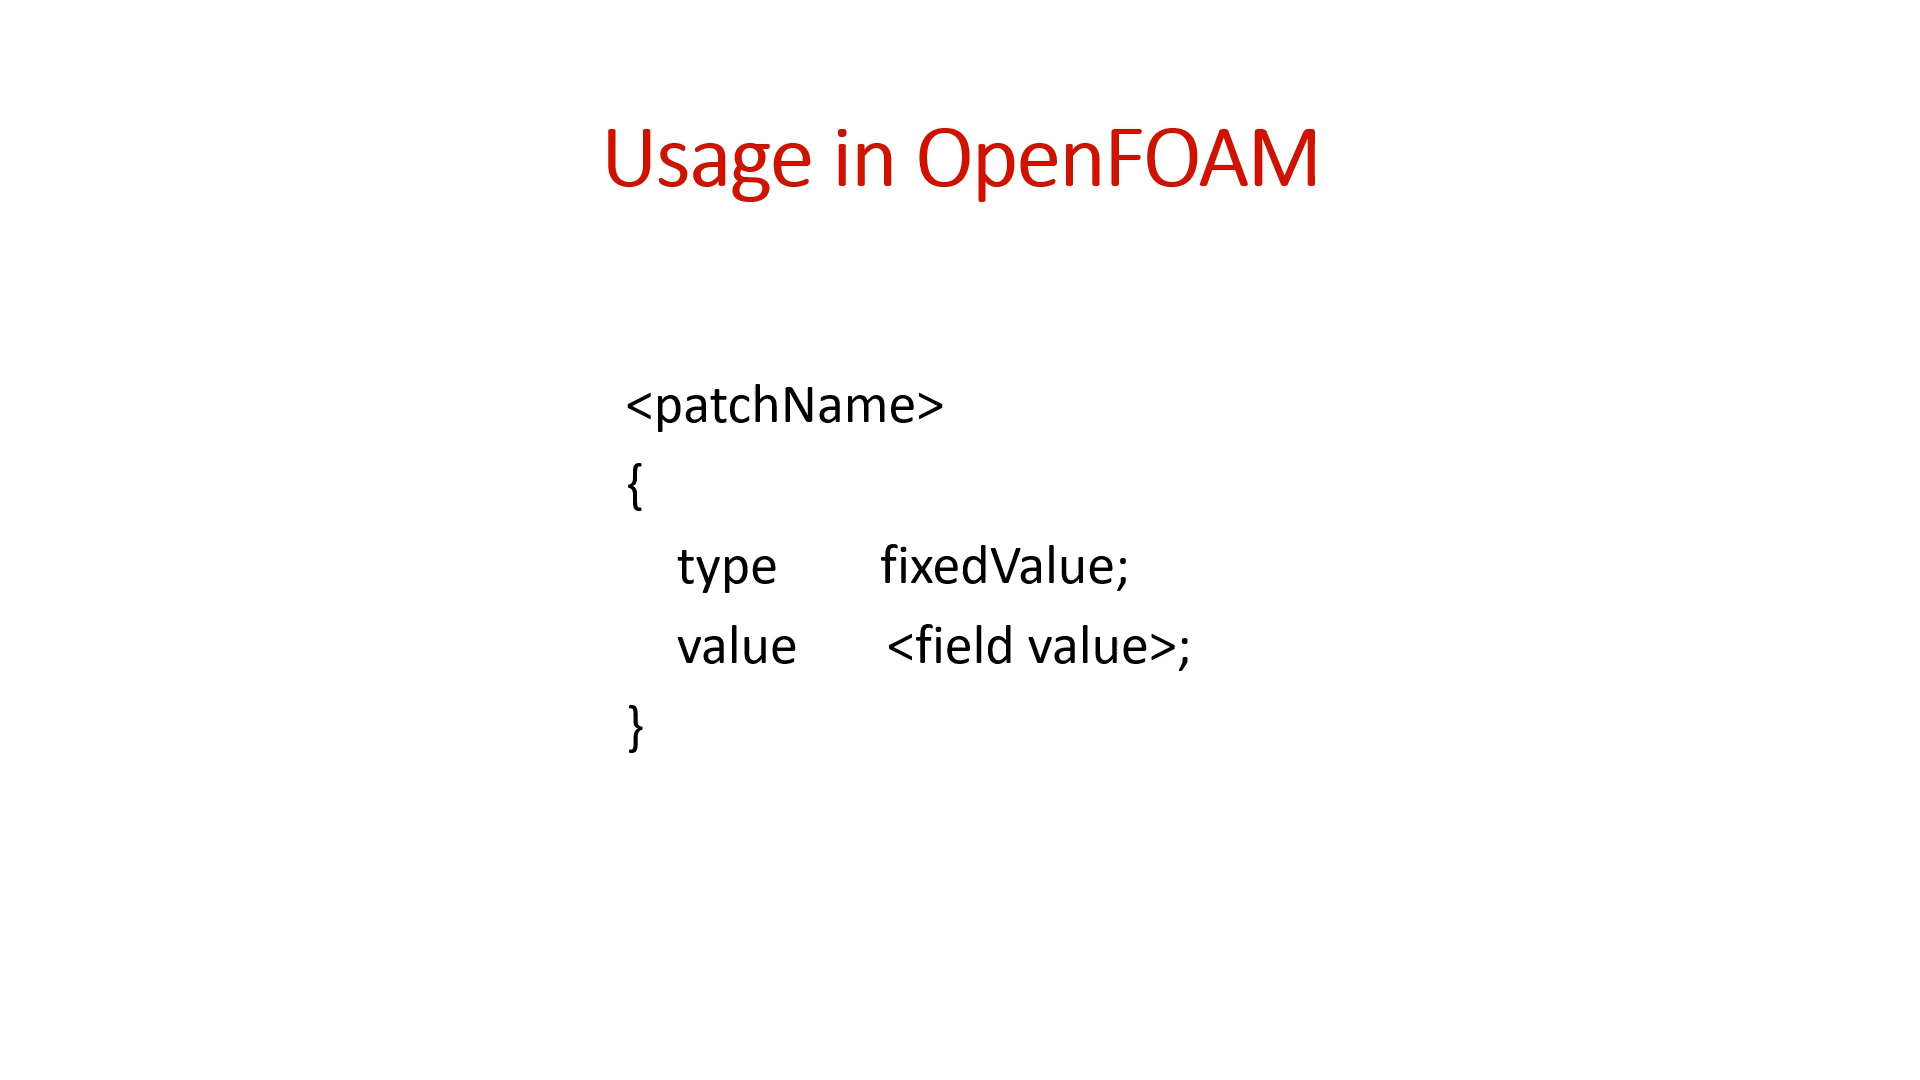 Usage in OpenFOAM
<patchName>
{
type fixedValue;
value <field value>;
}